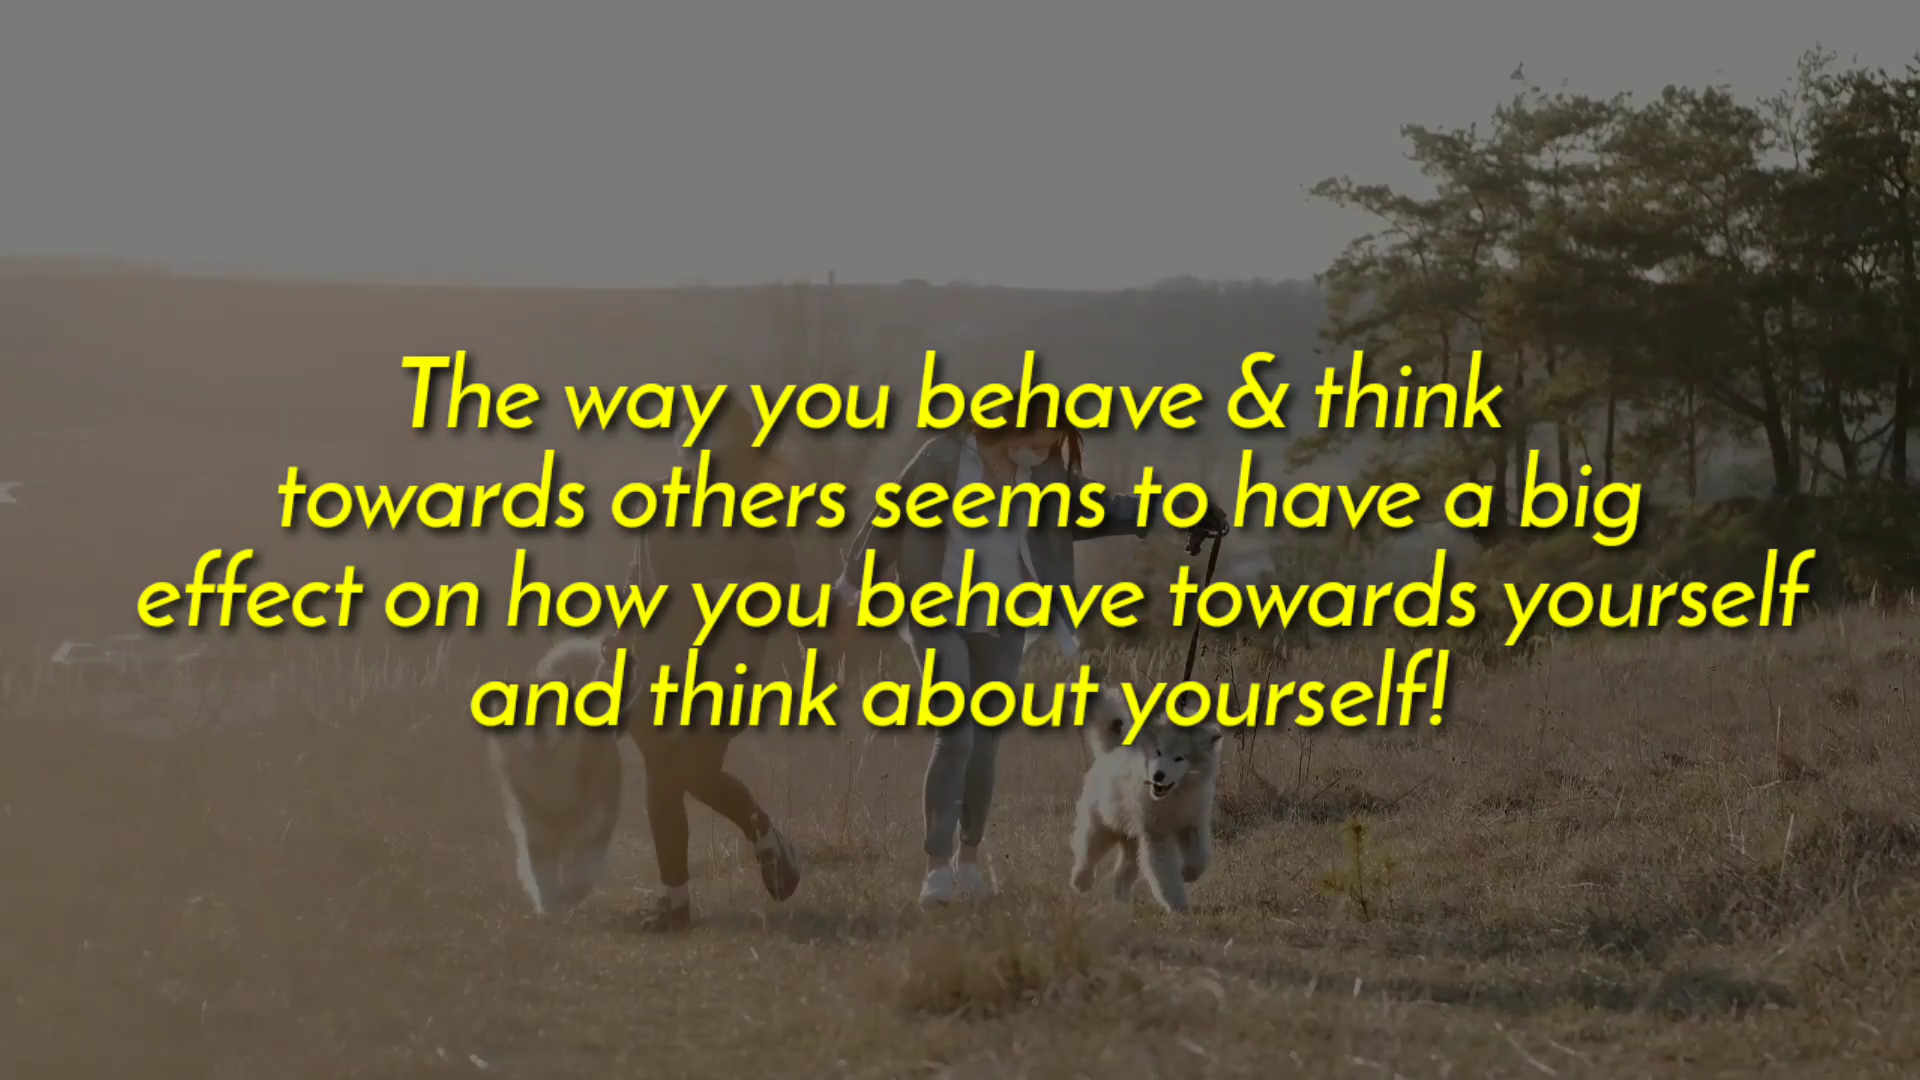 The way you behave & think
towards others seems to have a big
effect on how you behave towards yourself
and think about yourself!